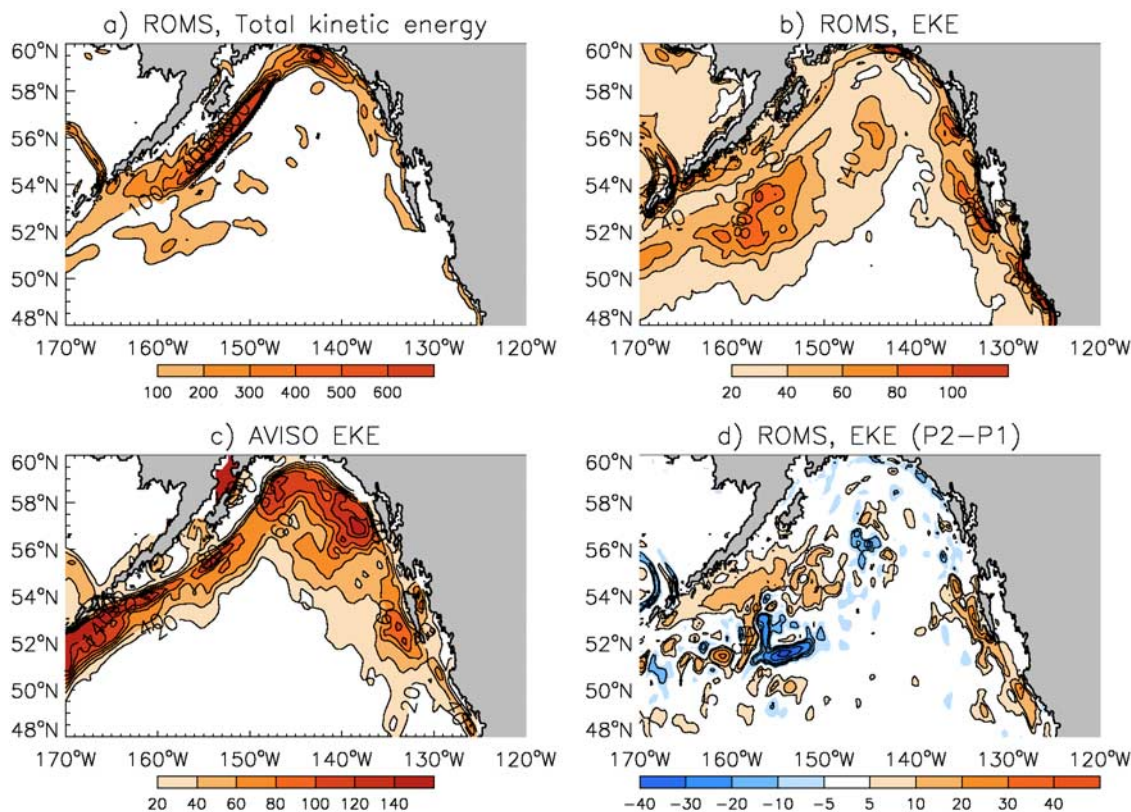 a) ROMS, Total kinetic energy
60°N
58°N
56°N
54°N
52°N
50°N
48°N
170°W 160°W 150°W 140°W 130°W 120°W
100 200 300 400 500 600
b) ROMS, EKE
60°N
58°N
56°N
54°N
52°N
50°N
48°N
170°W 160°W 150°W 140°W 130°W 120°W
20 40 60 80 100
c) AVISO EKE
60°N
58°N
56°N
54°N
52°N
50°N
48°N
170°W 160°W 150°W 140°W 130°W 120°W
20 40 60 80 100 120 140
d) ROMS, EKE (P2-P1)
60°N
58°N
56°N
54°N
52°N
50°N
48°N
170°W 160°W 150°W 140°W 130°W 120°W
-40 -30 -20 -10 -5 5 10 20 30 40